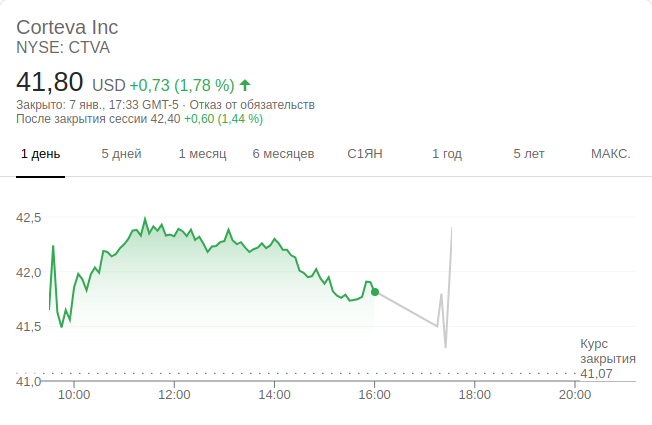 Corteva Inc
NYSE: CTVA
41,80 USD +0,73 (1,78 %)
Закрыто: 7 янв., 17:33 GMT-5 · Отказ от обязательств
После закрытия сессии 42,40 +0,60 (1,44 %)
1 день 5 дней 1 месяц 6 месяцев С1ЯН 1 год 5 лет МАКС.
42,5
42,0
41,5
41,0
Курс
закрытия
41,07
10:00 12:00 14:00 16:00 18:00 20:00